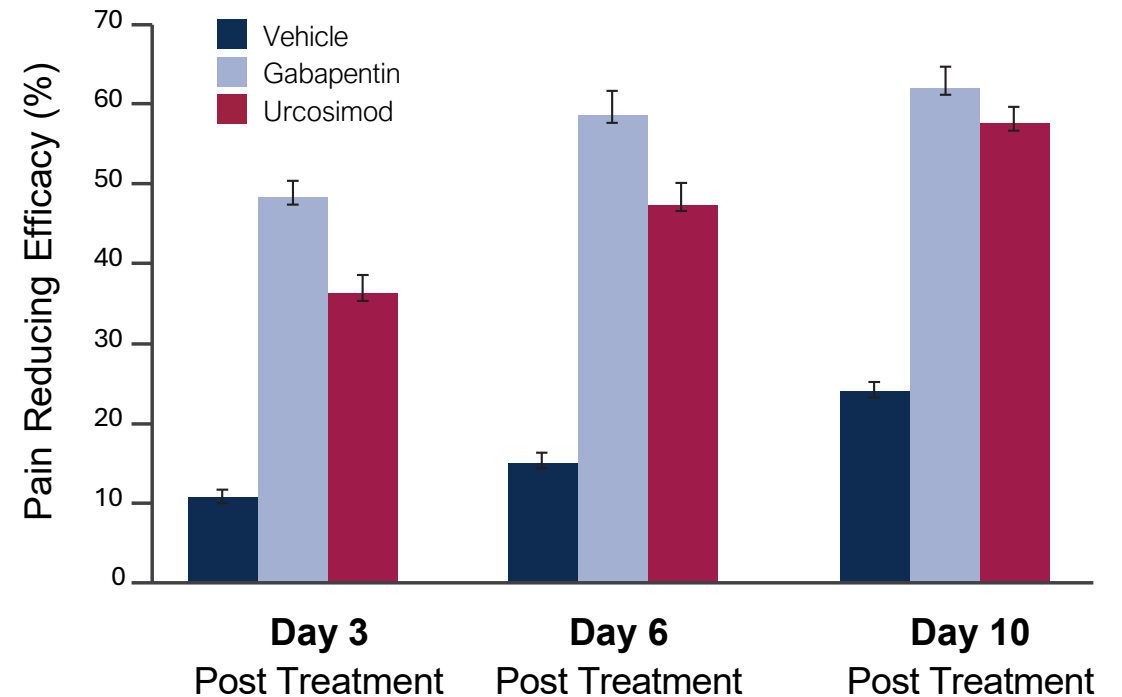 Pain Reducing Efficacy (%)
70
60
50
40
30
20
10
0
Vehicle
Gabapentin
Urcosimod
Day 3
Post Treatment
Day 6
Post Treatment
Day 10
Post Treatment